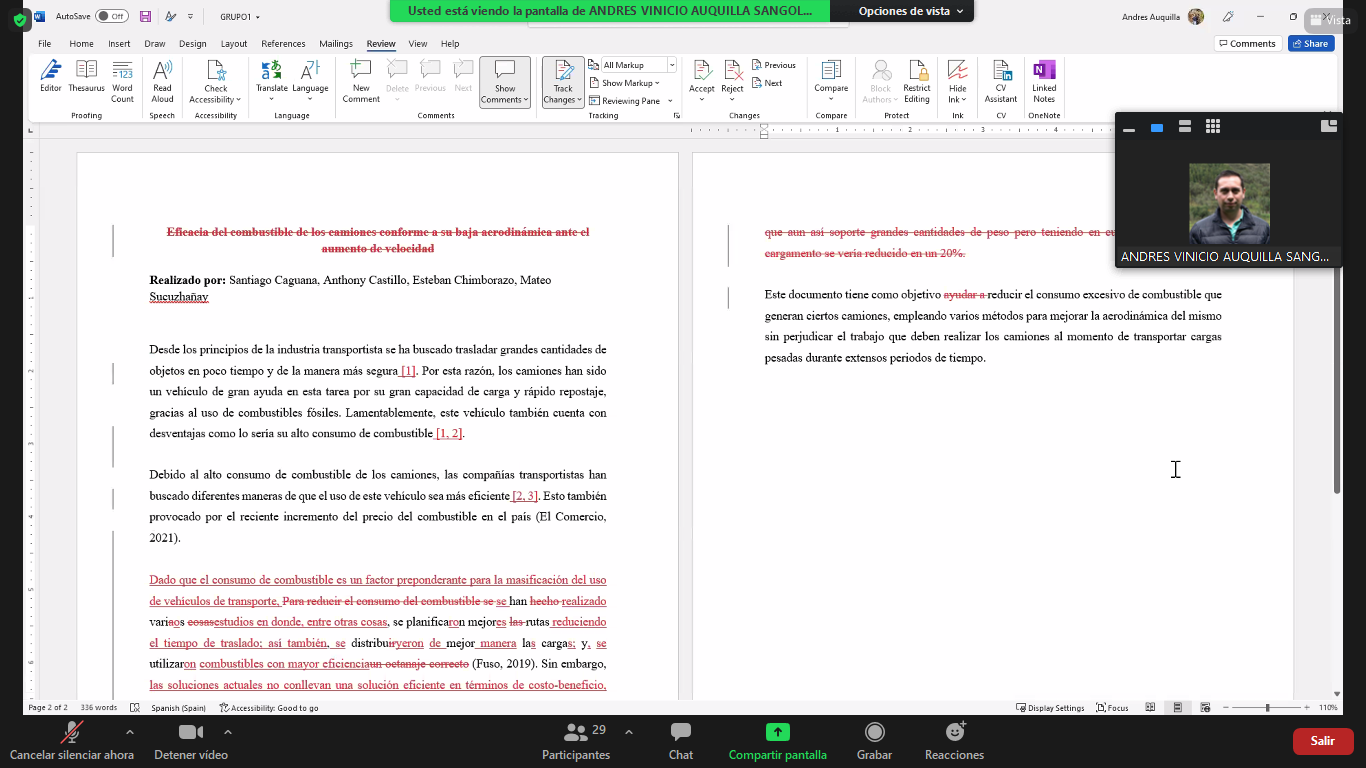 AutoSave Off GRUPO1
Usted está viendo la pantalla de ANDRES VINICIO AUQUILLA SANGOL...
Opciones de vista
Andres Auquilla
Vista
File Home Insert Draw Design Layout References Mailings Review View Help
Comments Share
Editor Thesaurus Word Count
Read Aloud
Check Accessibility
Translate Language
New Comment Delete Previous Next Show Comments
Track Changes
All Markup
Show Markup
Reviewing Pane
Accept Reject Previous
Next
Compare
Block Authors Restrict Editing
Hide Ink
CV Assistant
Linked Notes
Proofing Speech Accessibility Language Comments Tracking Changes Compare Protect Ink CV OneNote
ANDRES VINICIO AUQUILLA SANG...
Eficacia del combustible de los camiones conforme a su baja aerodinámica ante el
aumento de velocidad
Realizado por: Santiago Caguana, Anthony Castillo, Esteban Chimborazo, Mateo
Sucuzhañay
Desde los principios de la industria transportista se ha buscado trasladar grandes cantidades de
objetos en poco tiempo y de la manera más segura [1]. Por esta razón, los camiones han sido
un vehículo de gran ayuda en esta tarea por su gran capacidad de carga y rápido repostaje,
gracias al uso de combustibles fósiles. Lamentablemente, este vehículo también cuenta con
desventajas como lo sería su alto consumo de combustible [1, 2].
Debido al alto consumo de combustible de los camiones, las compañías transportistas han
buscado diferentes maneras de que el uso de este vehículo sea más eficiente [2, 3]. Esto también
provocado por el reciente incremento del precio del combustible en el país (El Comercio,
2021).
Dado que el consumo de combustible es un factor preponderante para la masificación del uso
de vehículos de transporte, Para reducir el consumo del combustible se se han hecho realizado
variaos cosasestudios en donde, entre otras cosas, se planificaron mejores las rutas reduciendo
el tiempo de traslado; así también, se distribuiryeron de mejor manera las cargas; y, se
utilizaron combustibles con mayor eficienciaun octanaje correcto (Fuso, 2019). Sin embargo,
las soluciones actuales no conllevan una solución eficiente en términos de costo-beneficio,
que aun así soporte grandes cantidades de peso pero teniendo en
cargamento se vería reducido en un 20%.
Este documento tiene como objetivo ayudar a reducir el consumo excesivo de combustible que
generan ciertos camiones, empleando varios métodos para mejorar la aerodinámica del mismo
sin perjudicar el trabajo que deben realizar los camiones al momento de transportar cargas
pesadas durante extensos periodos de tiempo.
Page 2 of 2 336 words Spanish (Spain) Accessibility: Good to go Display Settings Focus 110%
Cancelar silenciar ahora Detener vídeo Participantes 29 Chat Compartir pantalla Grabar Reacciones Salir